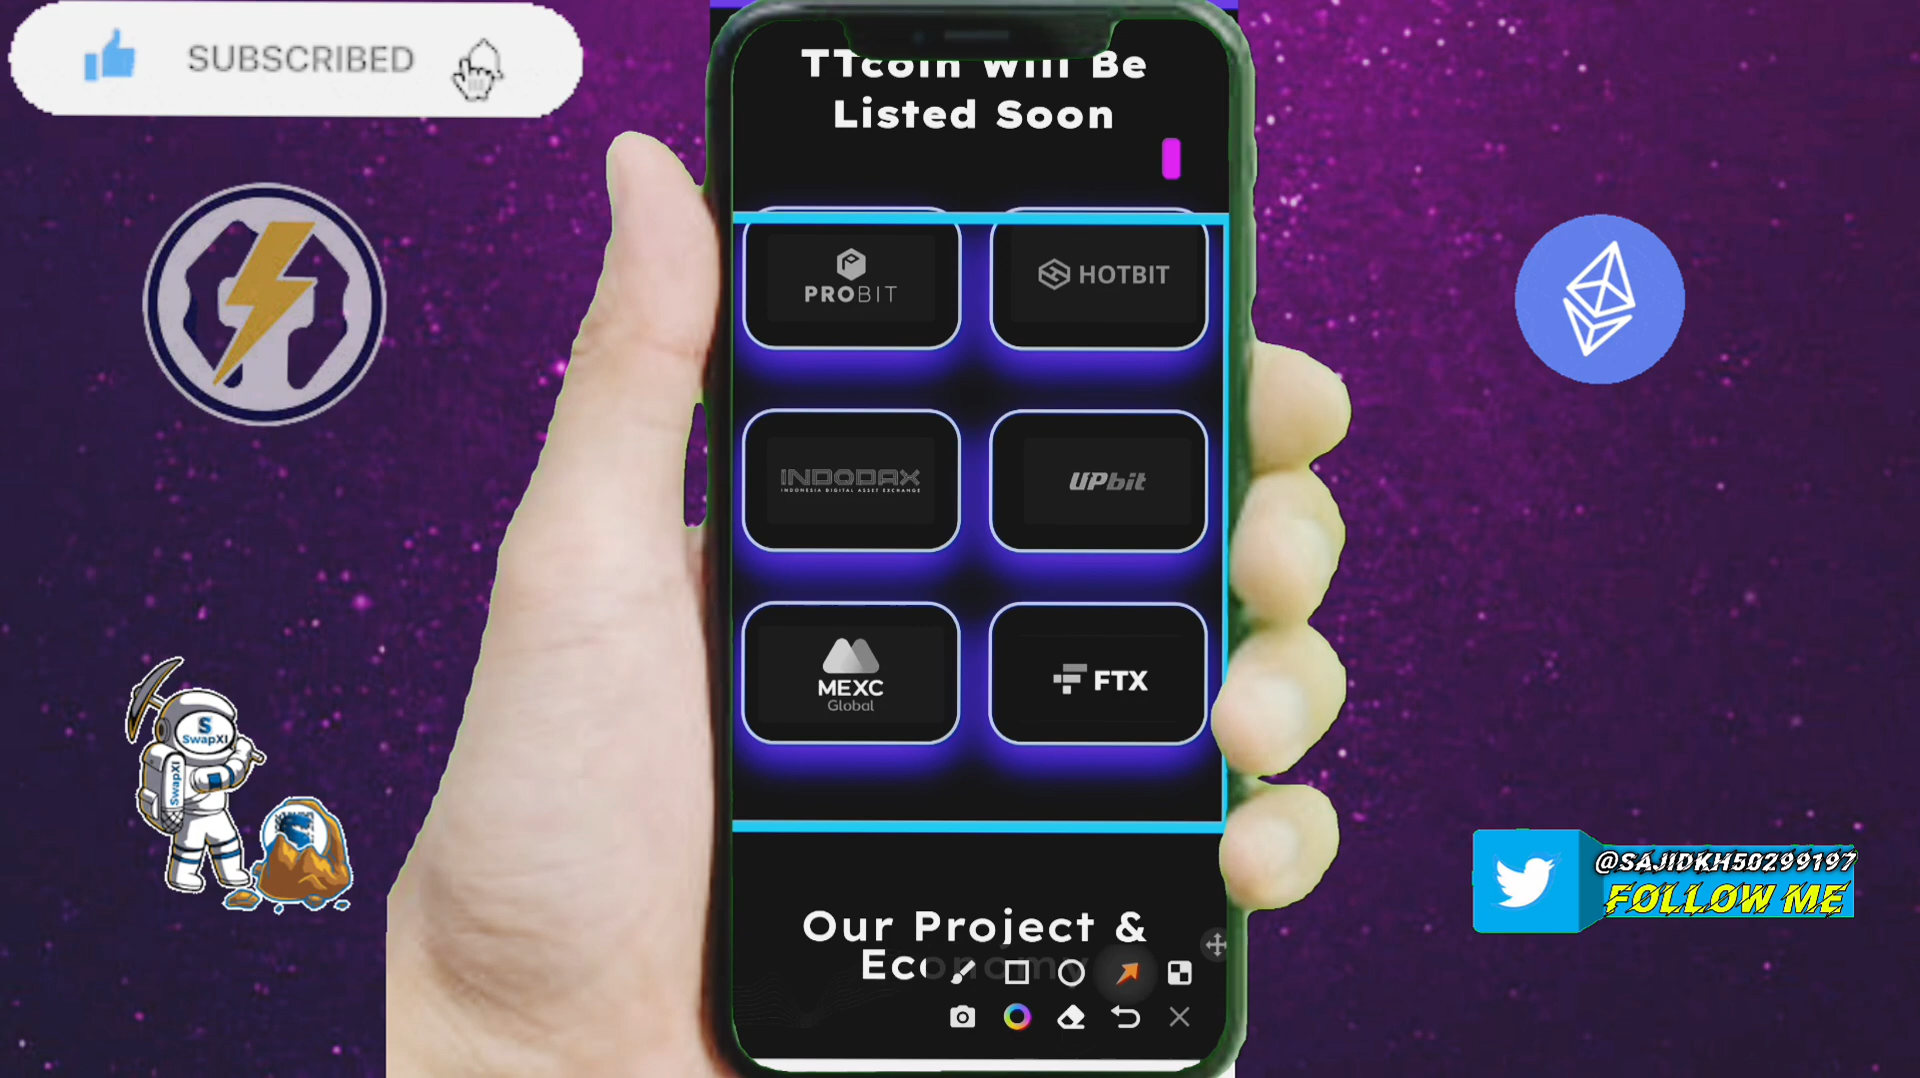 SUBSCRIBED
TTcoin Will Be
Listed Soon
PROBIT
HOTBIT
INDODAX
INDONESIA DIGITAL ASSET EXCHANGE
UPbit
MEXC
Global
FTX
S
SwapXI
SwapXI
@SAJIDKH50299197
FOLLOW ME
Our Project &
Economy